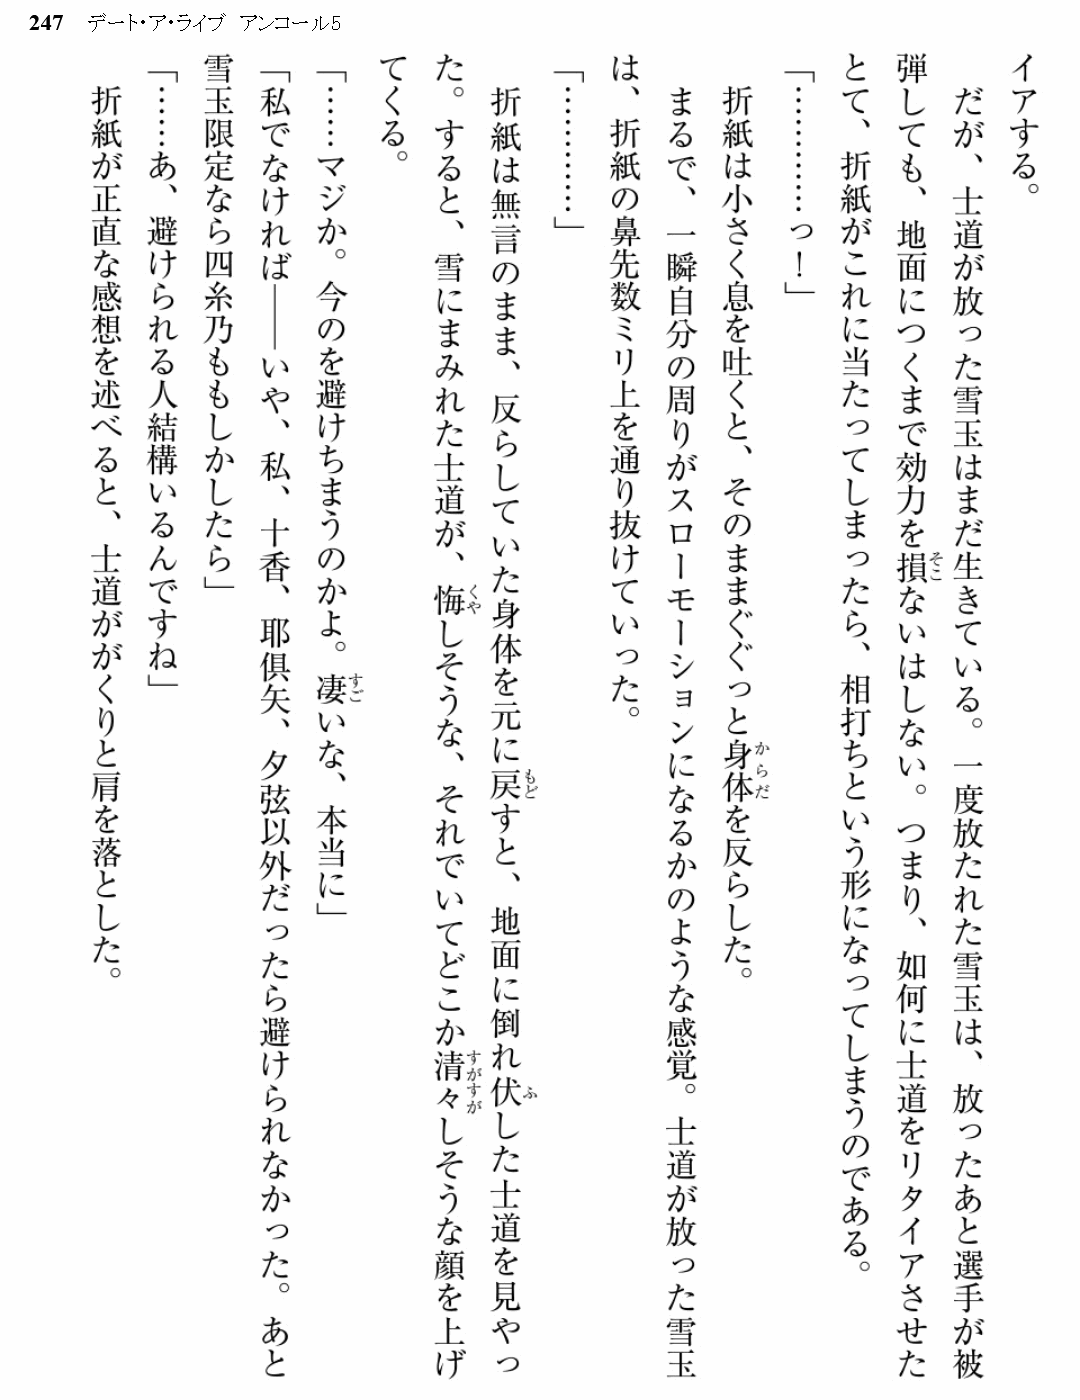 247 デート・ア・ライブ アンコール5
イアする。
　だが、士道が放った雪玉はまだ生きている。一度放たれた雪玉は、放ったあと選手が被
弾しても、地面につくまで効力を損ないはしない。つまり、如何に士道をリタイアさせた
とて、折紙がこれに当たってしまったら、相打ちという形になってしまうのである。
「…………っ！」
　折紙は小さく息を吐くと、そのままぐぐっと身体を反らした。
　まるで、一瞬自分の周りがスローモーションになるかのような感覚。士道が放った雪玉
は、折紙の鼻先数ミリ上を通り抜けていった。
「…………」
　折紙は無言のまま、反らしていた身体を元に戻すと、地面に倒れ伏した士道を見やっ
た。すると、雪にまみれた士道が、悔しそうな、それでいてどこか清々しそうな顔を上げ
てくる。
「……マジか。今のを避けちまうのかよ。凄いな、本当に」
「私でなければ――いや、私、十香、耶倶矢、夕弦以外だったら避けられなかった。あと
雪玉限定なら四糸乃ももしかしたら」
「……あ、避けられる人結構いるんですね」
　折紙が正直な感想を述べると、士道ががくりと肩を落とした。